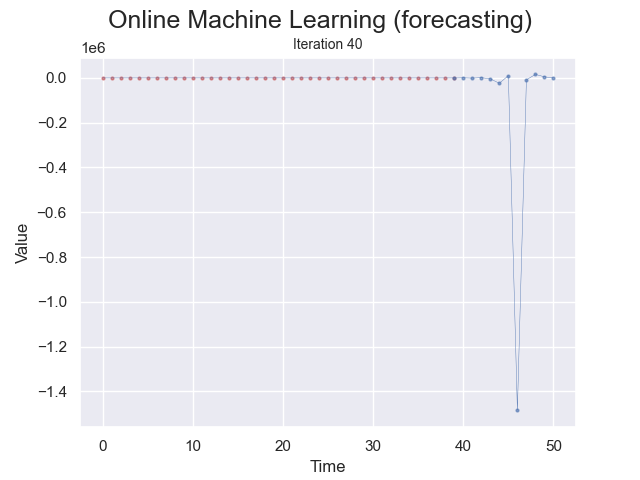 Online Machine Learning (forecasting)
Iteration 40
1e6
0.0
−0.2
−0.4
−0.6
−0.8
−1.0
−1.2
−1.4
Value
0 10 20 30 40 50
Time